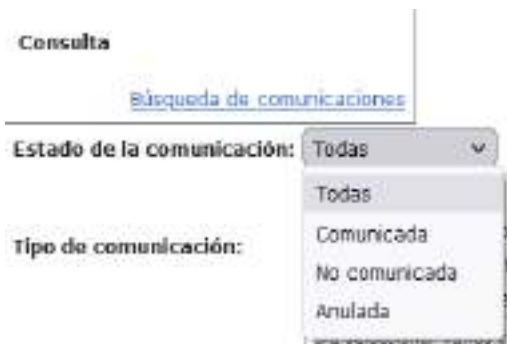 Consulta
Búsqueda de comunicaciones
Estado de la comunicación: Todas
Todas
Comunicada
Tipo de comunicación:
No comunicada
Anulada